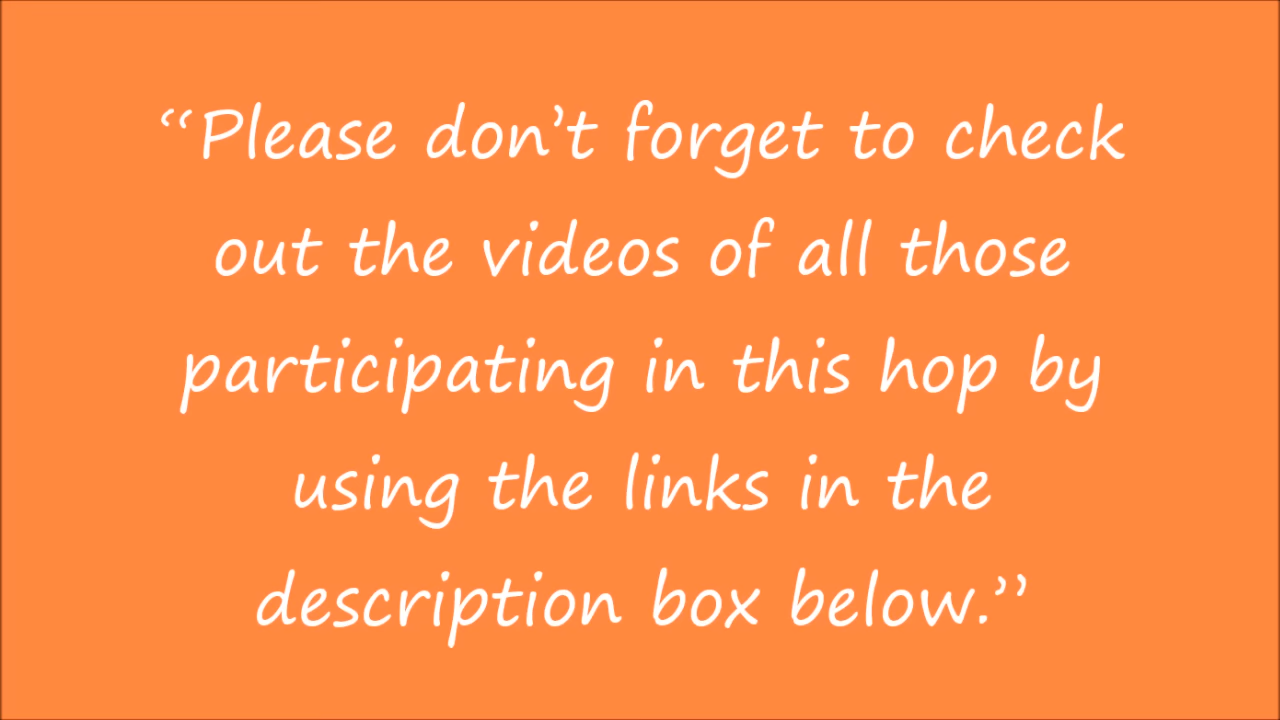 “Please don’t forget to check
out the videos of all those
participating in this hop by
using the links in the
description box below.”